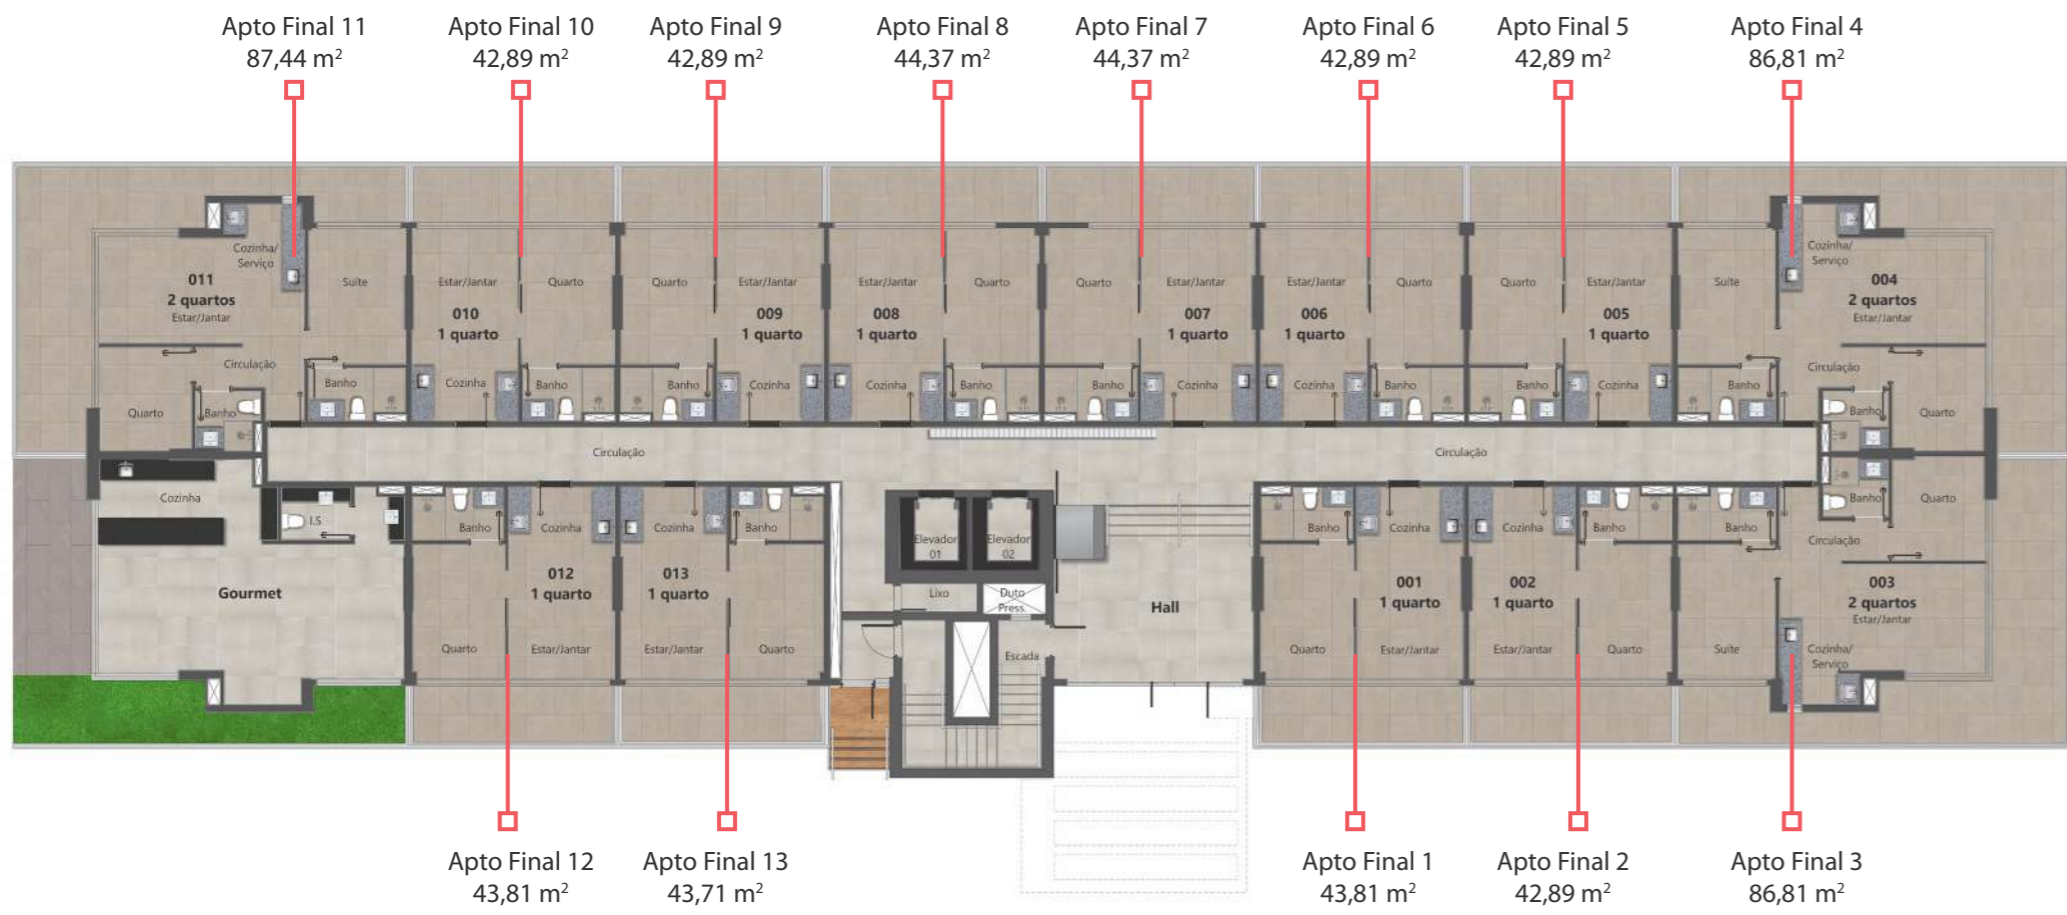 Apto Final 11
87,44 m²
Apto Final 10
42,89 m²
Apto Final 9
42,89 m²
Apto Final 8
44,37 m²
Apto Final 7
44,37 m²
Apto Final 6
42,89 m²
Apto Final 5
42,89 m²
Apto Final 4
86,81 m²
Cozinha/
Serviço
011
2 quartos
Estar/Jantar
Suíte
Circulação
Banho
Quarto
Banho
Estar/Jantar
Quarto
010
1 quarto
Cozinha
Banho
Quarto
Estar/Jantar
009
1 quarto
Banho
Cozinha
Estar/Jantar
Quarto
008
1 quarto
Cozinha
Banho
Quarto
Estar/Jantar
007
1 quarto
Banho
Cozinha
Estar/Jantar
Quarto
006
1 quarto
Cozinha
Banho
Quarto
Estar/Jantar
005
1 quarto
Banho
Cozinha
Suíte
Cozinha/
Serviço
004
2 quartos
Estar/Jantar
Circulação
Banho
Banho
Quarto
Circulação
Circulação
Cozinha
I.S
Gourmet
Banho
Cozinha
012
1 quarto
Quarto
Estar/Jantar
Cozinha
Banho
013
1 quarto
Estar/Jantar
Quarto
Elevador
01
Elevador
02
Lixo
Duto
Press.
Escada
Hall
Banho
Cozinha
001
1 quarto
Quarto
Estar/Jantar
Cozinha
Banho
002
1 quarto
Estar/Jantar
Quarto
Banho
Banho
Quarto
Circulação
003
2 quartos
Estar/Jantar
Suíte
Cozinha/
Serviço
Apto Final 12
43,81 m²
Apto Final 13
43,71 m²
Apto Final 1
43,81 m²
Apto Final 2
42,89 m²
Apto Final 3
86,81 m²